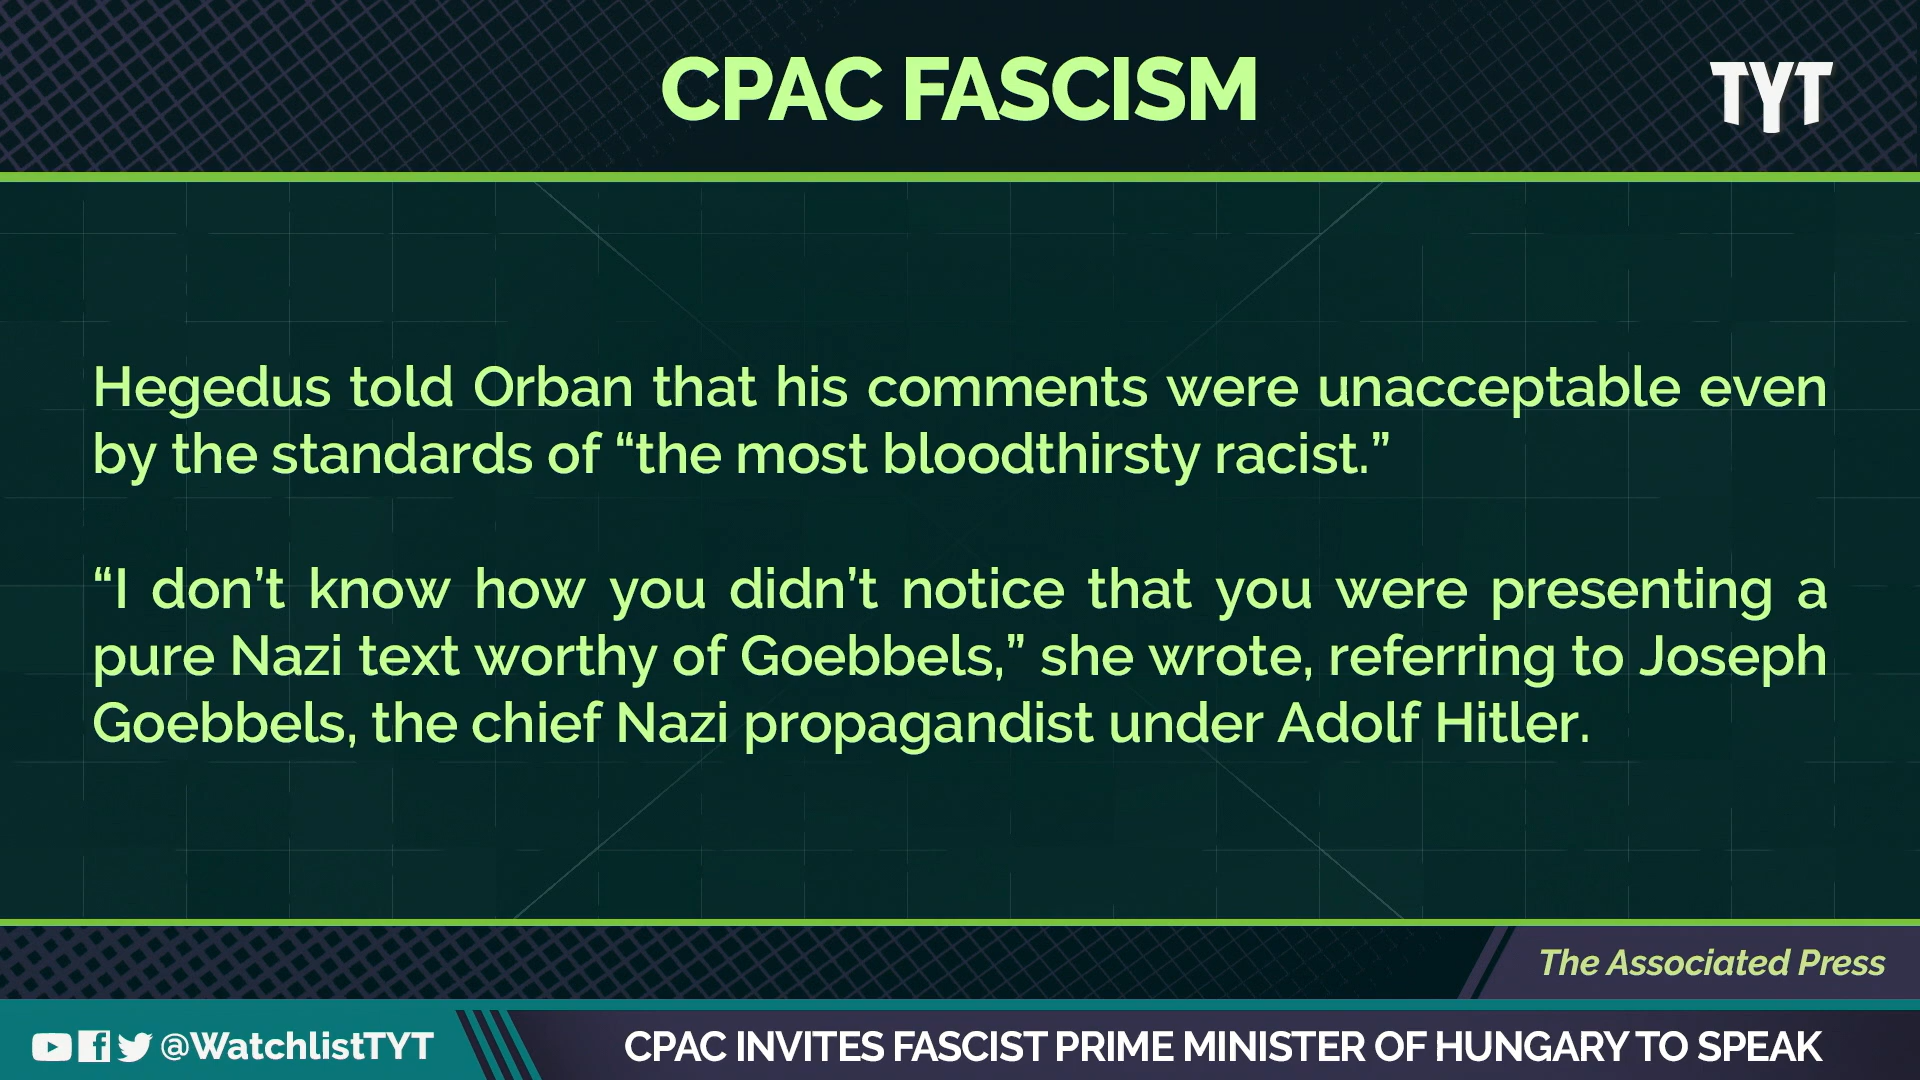 CPAC FASCISM
TYT
Hegedus told Orban that his comments were unacceptable even
by the standards of “the most bloodthirsty racist.”
“I don’t know how you didn’t notice that you were presenting a
pure Nazi text worthy of Goebbels,” she wrote, referring to Joseph
Goebbels, the chief Nazi propagandist under Adolf Hitler.
The Associated Press
@WatchlistTYT
CPAC INVITES FASCIST PRIME MINISTER OF HUNGARY TO SPEAK